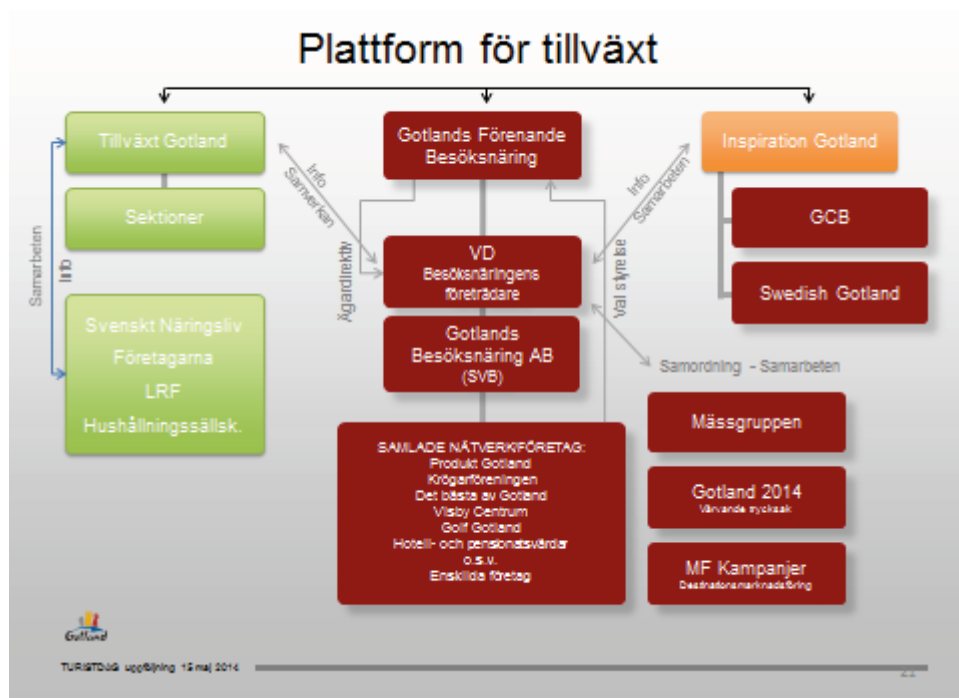 Plattform för tillväxt
Tillväxt Gotland
Sektioner
Svenskt Näringsliv
Företagarna
LRF
Hushållningssällsk.
Samarbeten
Info
Info
Samverkan
Gotlands Förenande
Besöksnäring
Ägardirektiv
VD
Besöksnäringens
företrädare
Gotlands
Besöksnäring AB
(SVB)
SAMLADE NÄTVERK/FÖRETAG:
Produkt Gotland
Krögarföreningen
Det bästa av Gotland
Visby Centrum
Golf Gotland
Hotell- och pensionatsvärdar
o.s.v.
Enskilda företag
Info
Samarbeten
Val styrelse
Inspiration Gotland
GCB
Swedish Gotland
Samordning - Samarbeten
Mässgruppen
Gotland 2014
Värvande trycksak
MF Kampanjer
Destinationsmarknadsföring
Gotland
TURISTDAG uppföljning 15 maj 2014
21